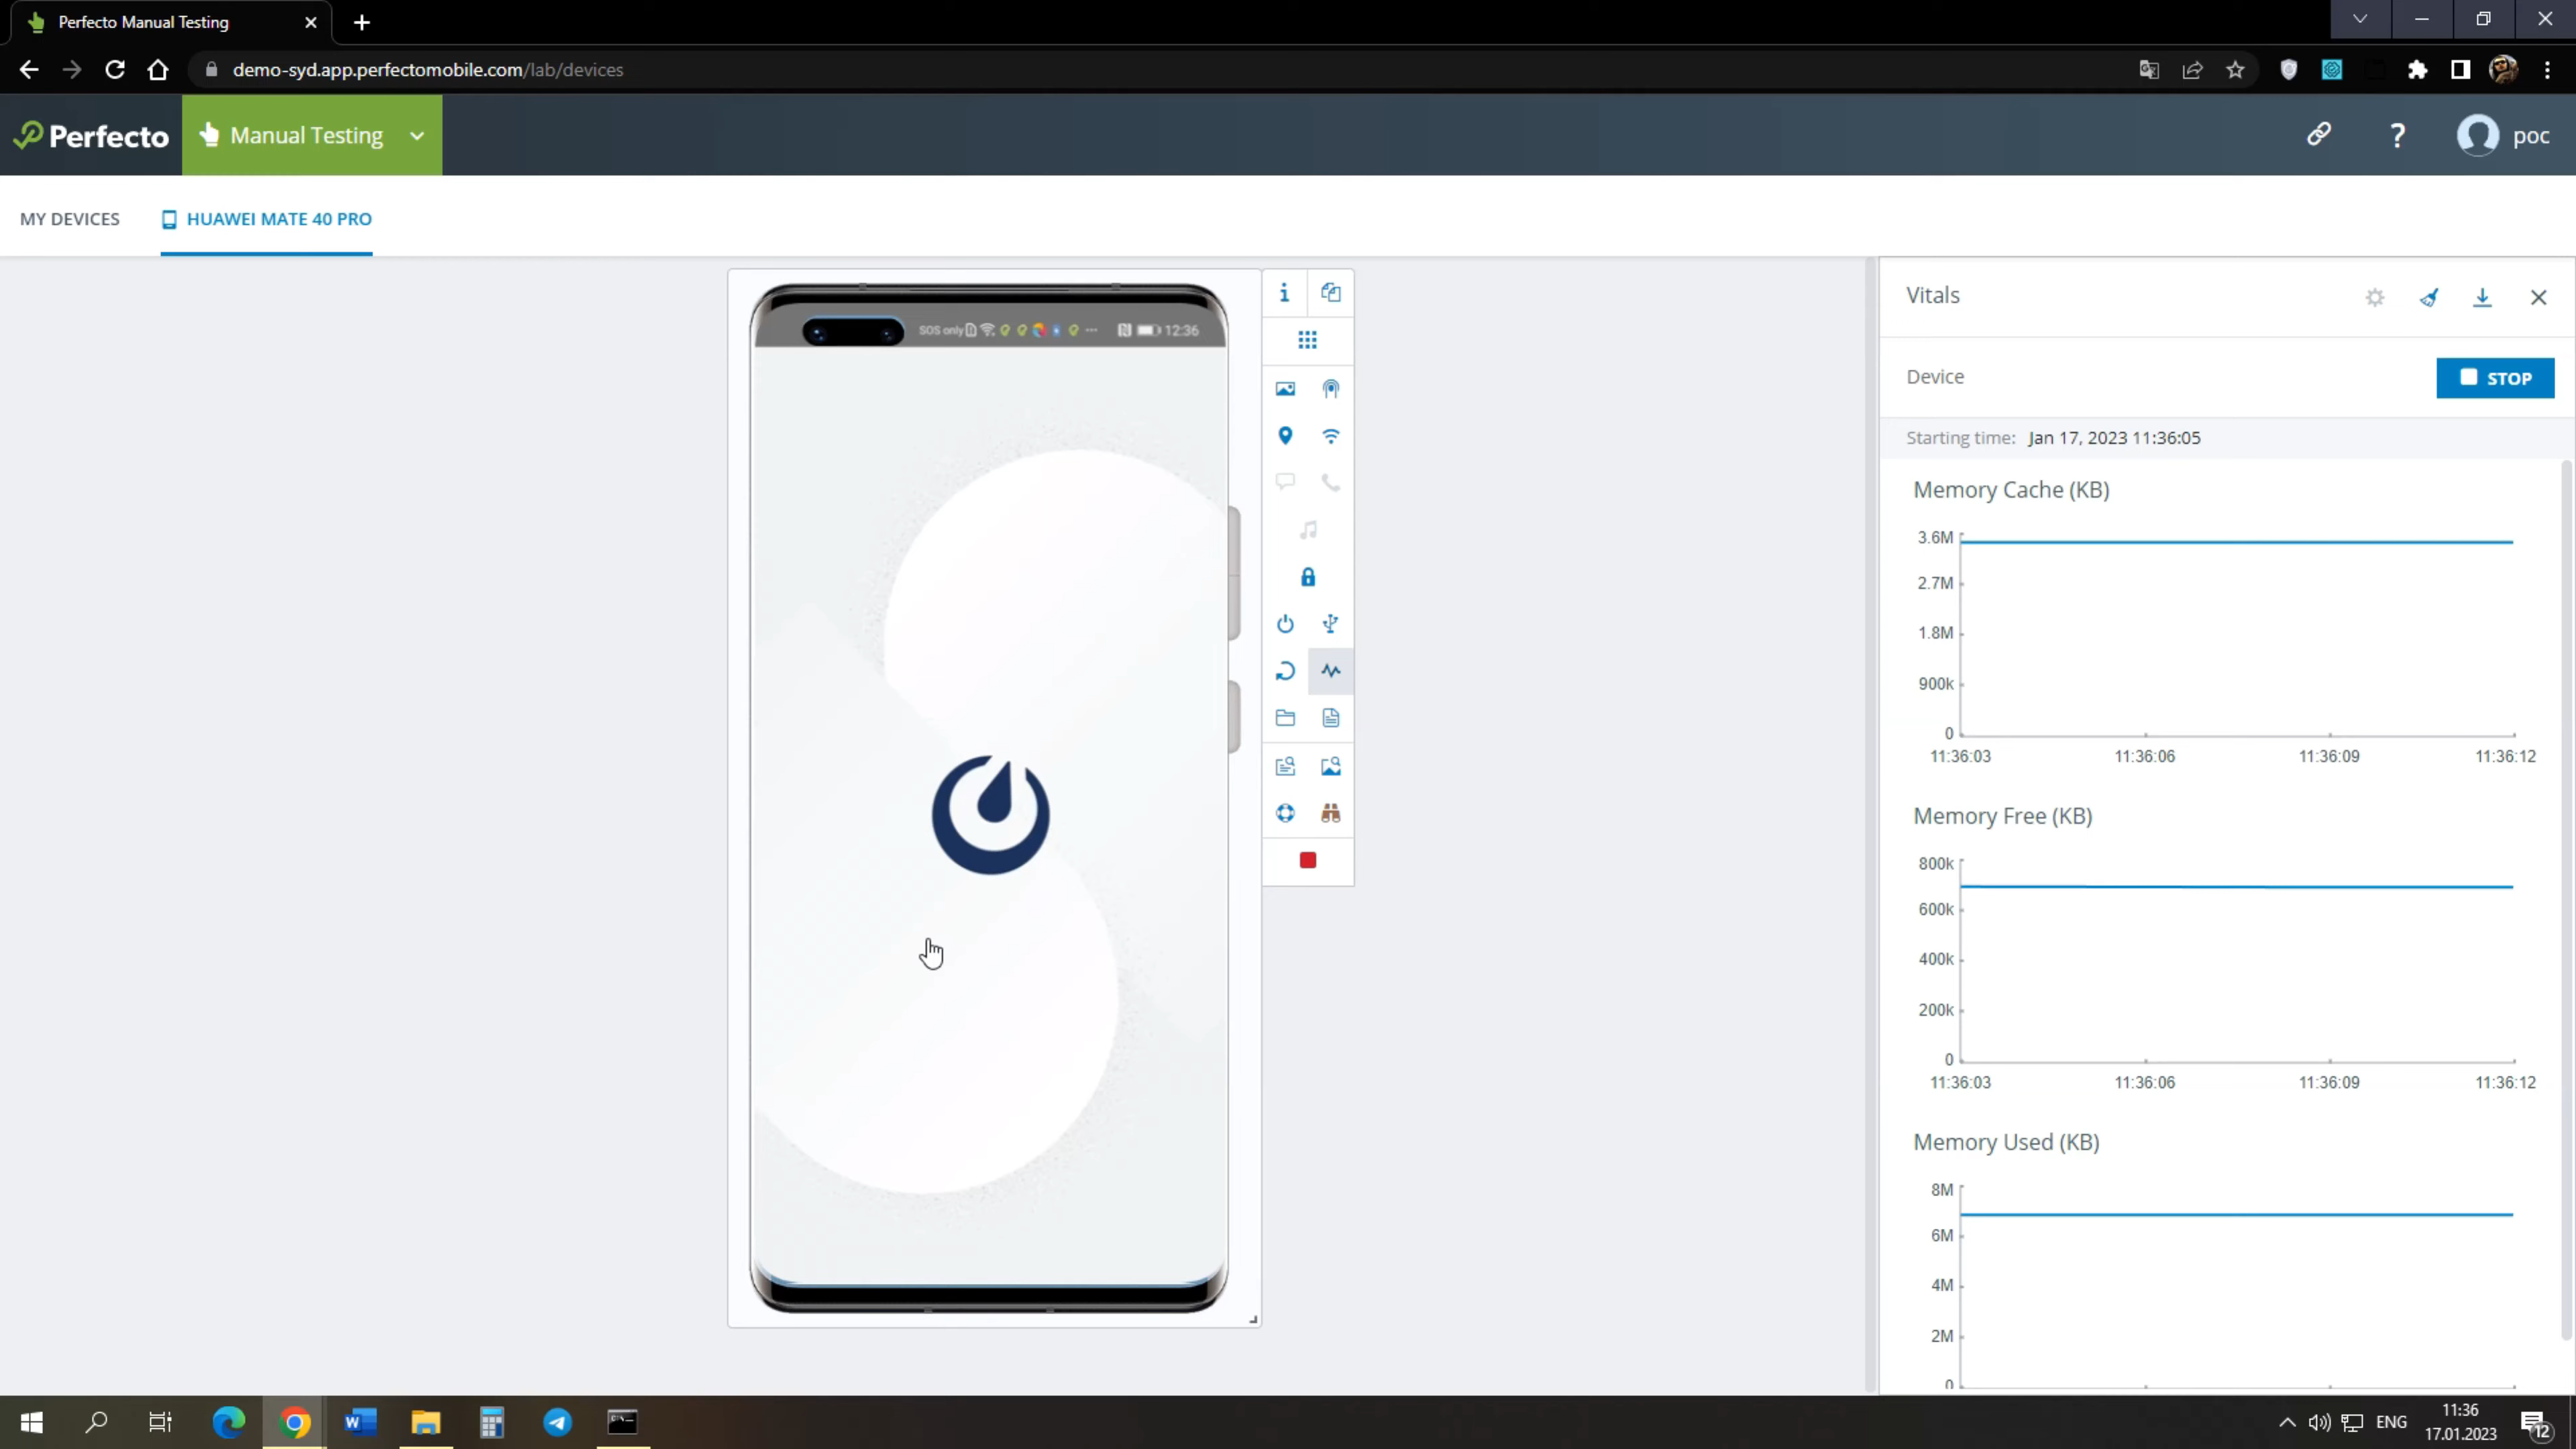 Perfecto Manual Testing
demo-syd.app.perfectomobile.com/lab/devices
Perfecto
Manual Testing
?
poc
MY DEVICES
HUAWEI MATE 40 PRO
SOS only
12:36
Vitals
Device
STOP
Starting time: Jan 17, 2023 11:36:05
Memory Cache (KB)
3.6M
2.7M
1.8M
900k
0
11:36:03 11:36:06 11:36:09 11:36:12
Memory Free (KB)
800k
600k
400k
200k
0
11:36:03 11:36:06 11:36:09 11:36:12
Memory Used (KB)
8M
6M
4M
2M
0
ENG
11:36
17.01.2023
12